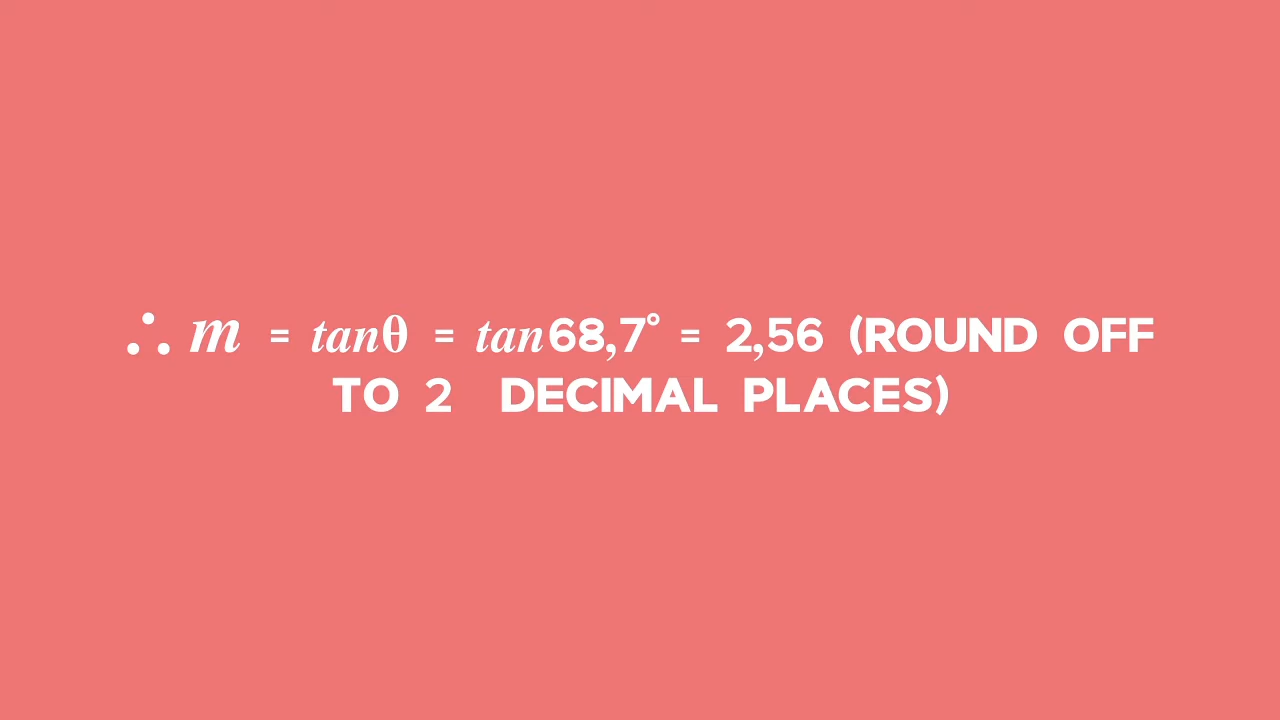 ∴ m = tanθ = tan68,7° = 2,56 (ROUND OFF
TO 2 DECIMAL PLACES)